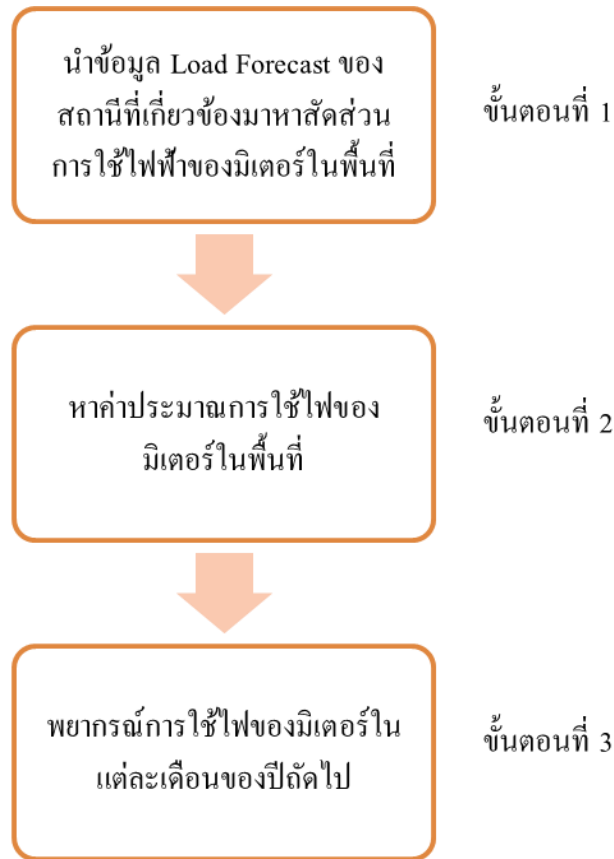 นำข้อมูล Load Forecast ของ
สถานีที่เกี่ยวข้องมาหาสัดส่วน
การใช้ไฟฟ้าของมิเตอร์ในพื้นที่
ขั้นตอนที่ 1
หาค่าประมาณการใช้ไฟของ
มิเตอร์ในพื้นที่
ขั้นตอนที่ 2
พยากรณ์การใช้ไฟของมิเตอร์ใน
แต่ละเดือนของปีถัดไป
ขั้นตอนที่ 3